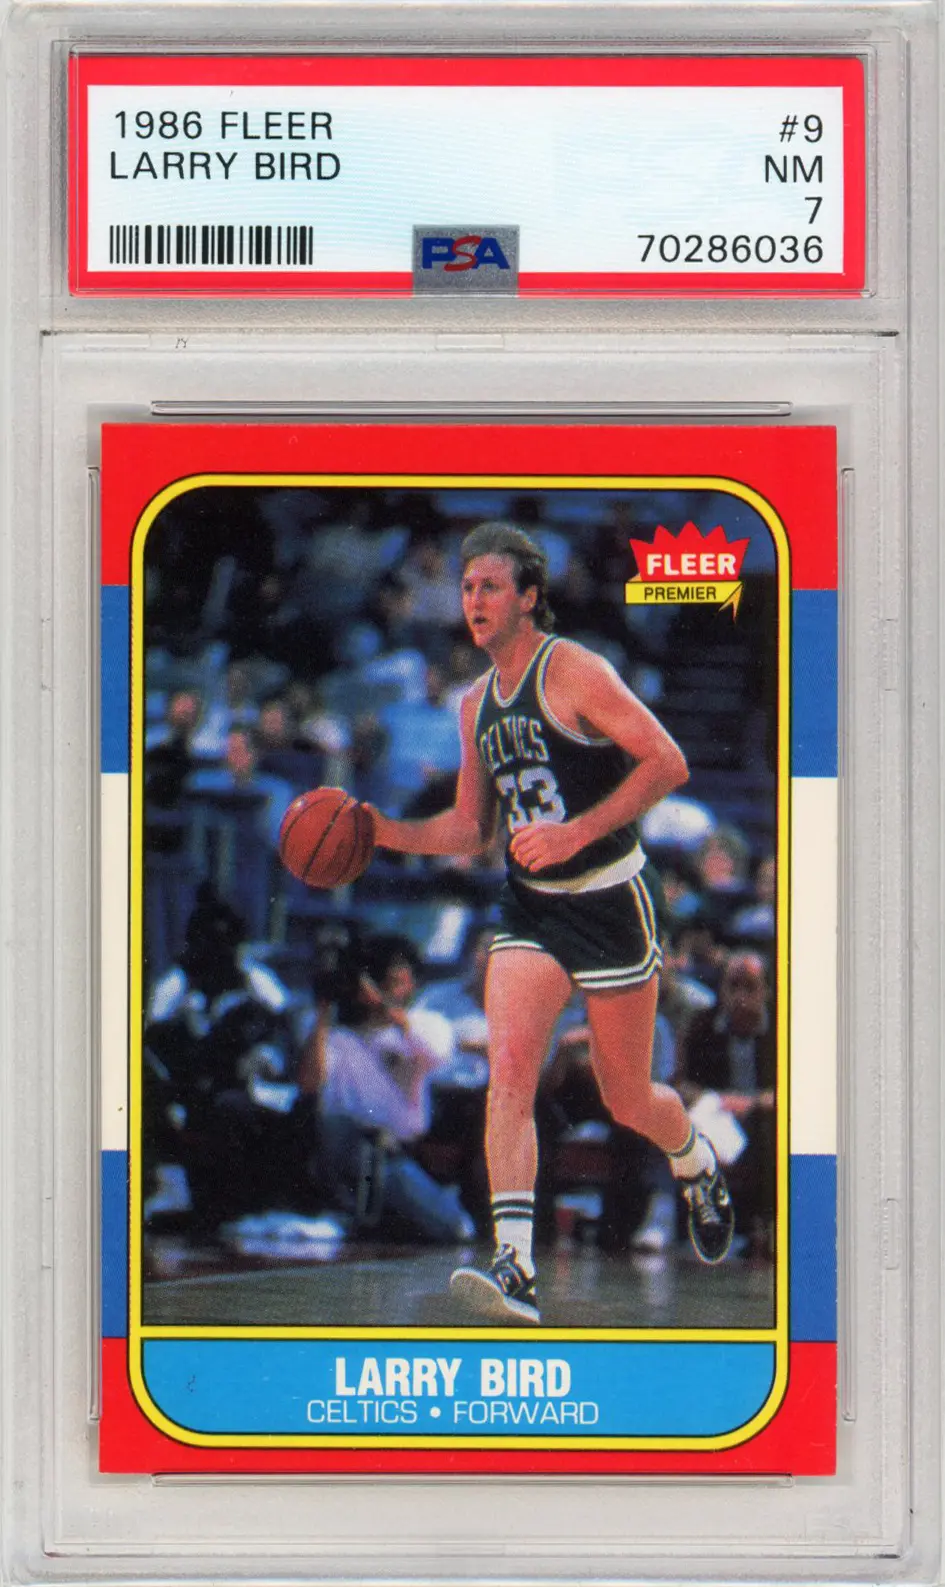 1986 FLEER
LARRY BIRD
#9
NM
7
70286036
PSA
FLEER
PREMIER
CELTICS
33
LARRY BIRD
CELTICS • FORWARD